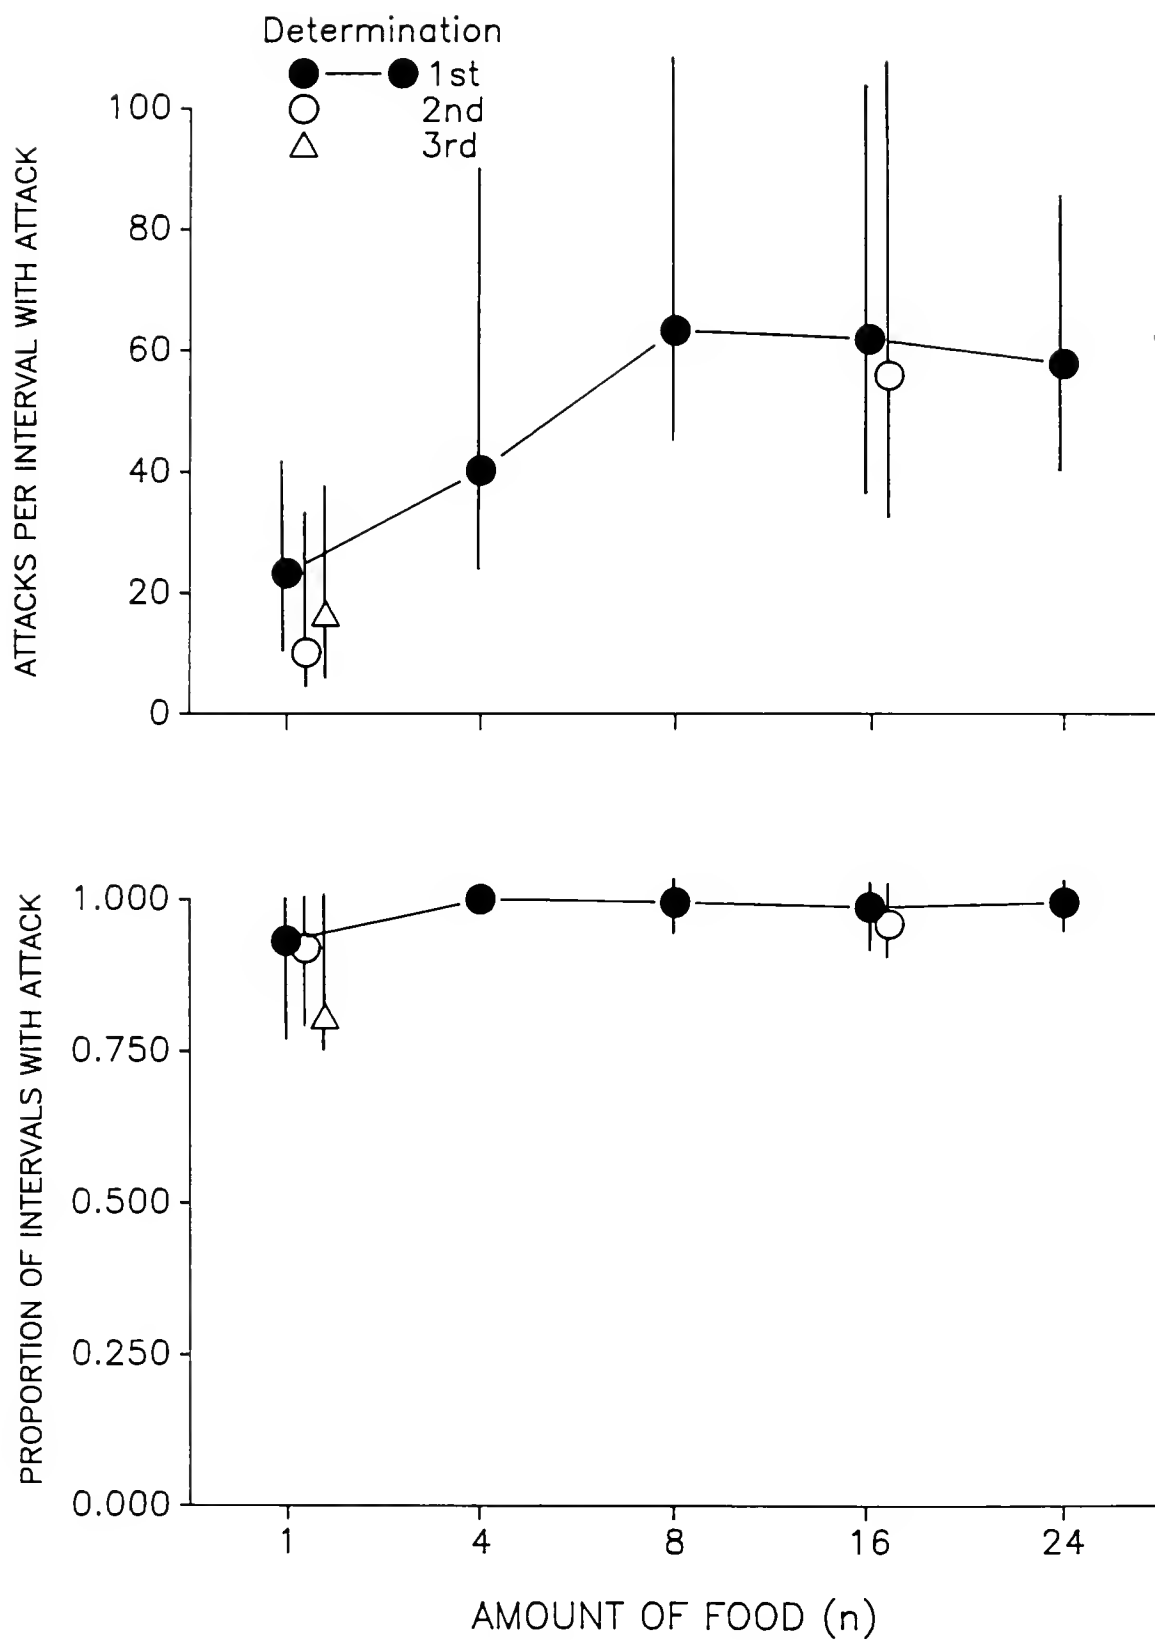 Determination
1st
2nd
3rd
ATTACKS PER INTERVAL WITH ATTACK
100
80
60
40
20
0
PROPORTION OF INTERVALS WITH ATTACK
1.000
0.750
0.500
0.250
0.000
1 4 8 16 24
AMOUNT OF FOOD (n)